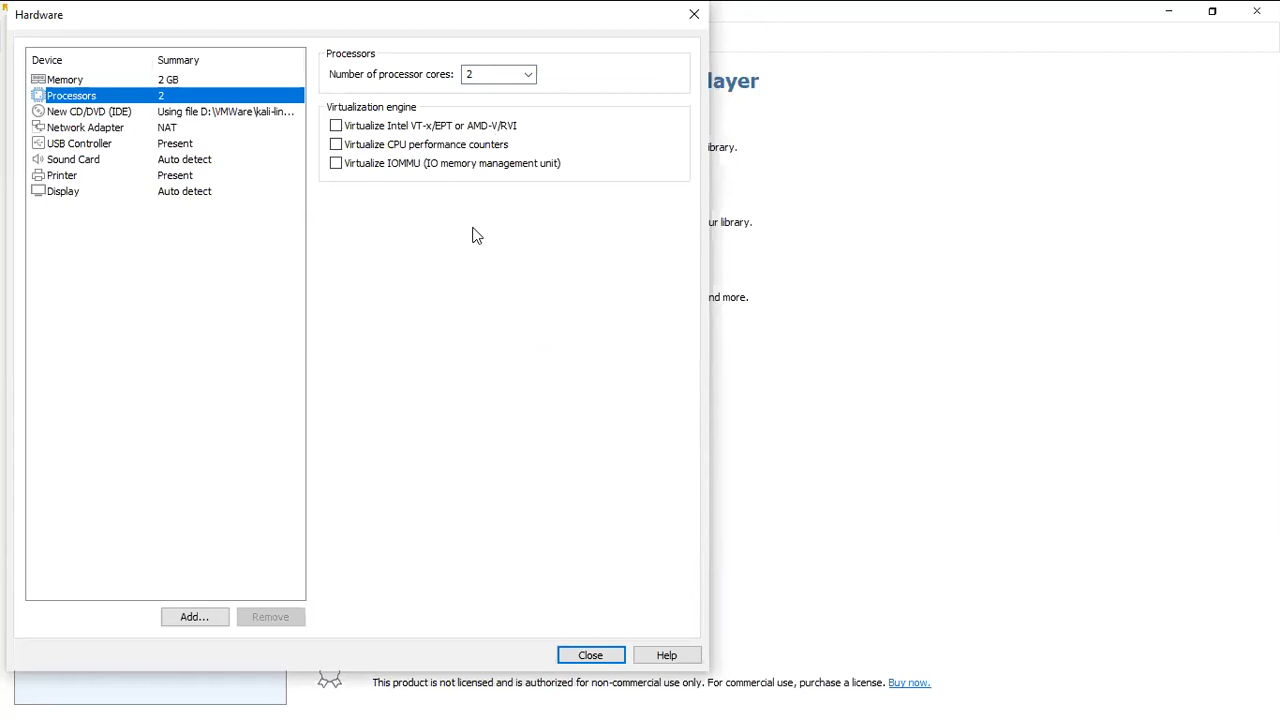 Hardware
Device Summary
Memory 2 GB
Processors 2
New CD/DVD (IDE) Using file D:\VMWare\kali-lin...
Network Adapter NAT
USB Controller Present
Sound Card Auto detect
Printer Present
Display Auto detect
Add...
Remove
Processors
Number of processor cores: 2
Virtualization engine
Virtualize Intel VT-x/EPT or AMD-V/RVI
Virtualize CPU performance counters
Virtualize IOMMU (IO memory management unit)
Close
Help
layer
ibrary.
ur library.
nd more.
This product is not licensed and is authorized for non-commercial use only. For commercial use, purchase a license. Buy now.